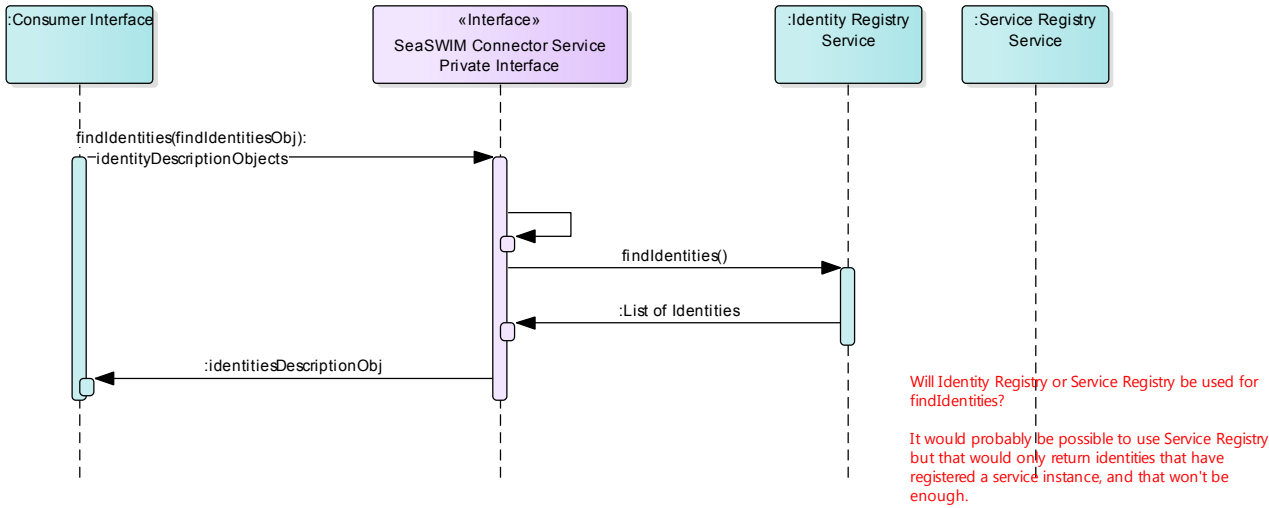 :Consumer Interface
«Interface»
SeaSWIM Connector Service
Private Interface
:Identity Registry
Service
:Service Registry
Service
findIdentities(findIdentitiesObj):
identityDescriptionObjects
findIdentities()
:List of Identities
:identitiesDescriptionObj
Will Identity Registry or Service Registry be used for
findIdentities?
It would probably be possible to use Service Registry
but that would only return identities that have
registered a service instance, and that won't be
enough.